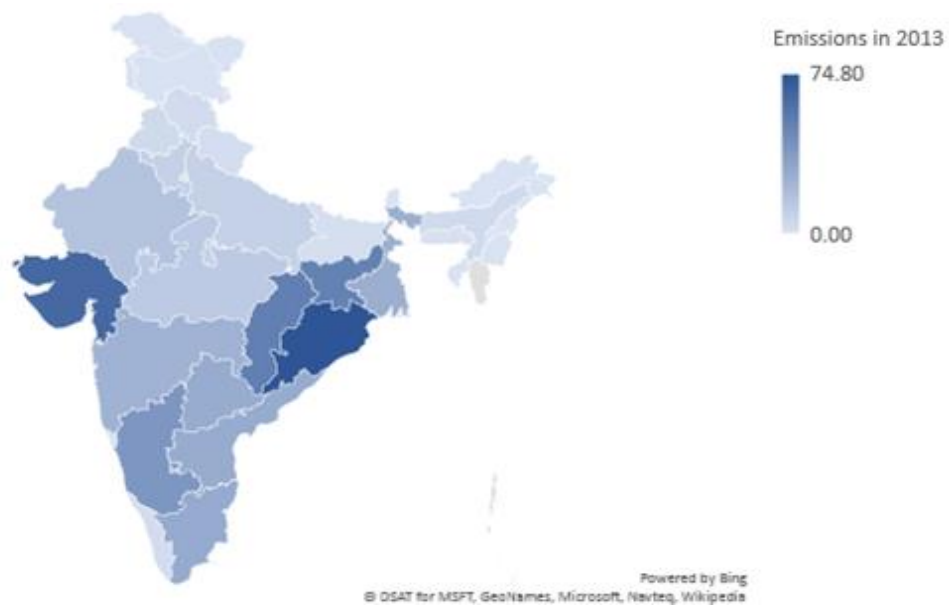 Emissions in 2013
74.80
0.00
Powered by Bing
© DSAT for MSFT, GeoNames, Microsoft, Navteq, Wikipedia